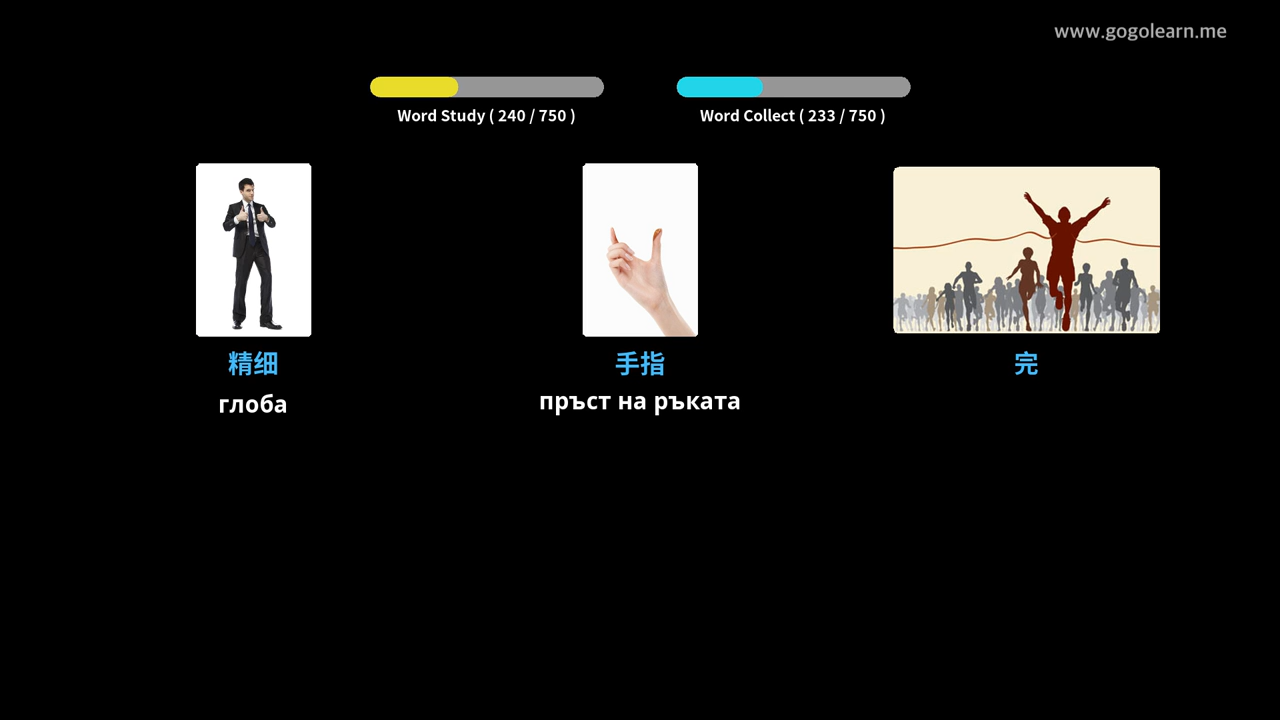 www.gogolearn.me
Word Study ( 240 / 750 )
Word Collect ( 233 / 750 )
精细
глоба
手指
пръст на ръката
完